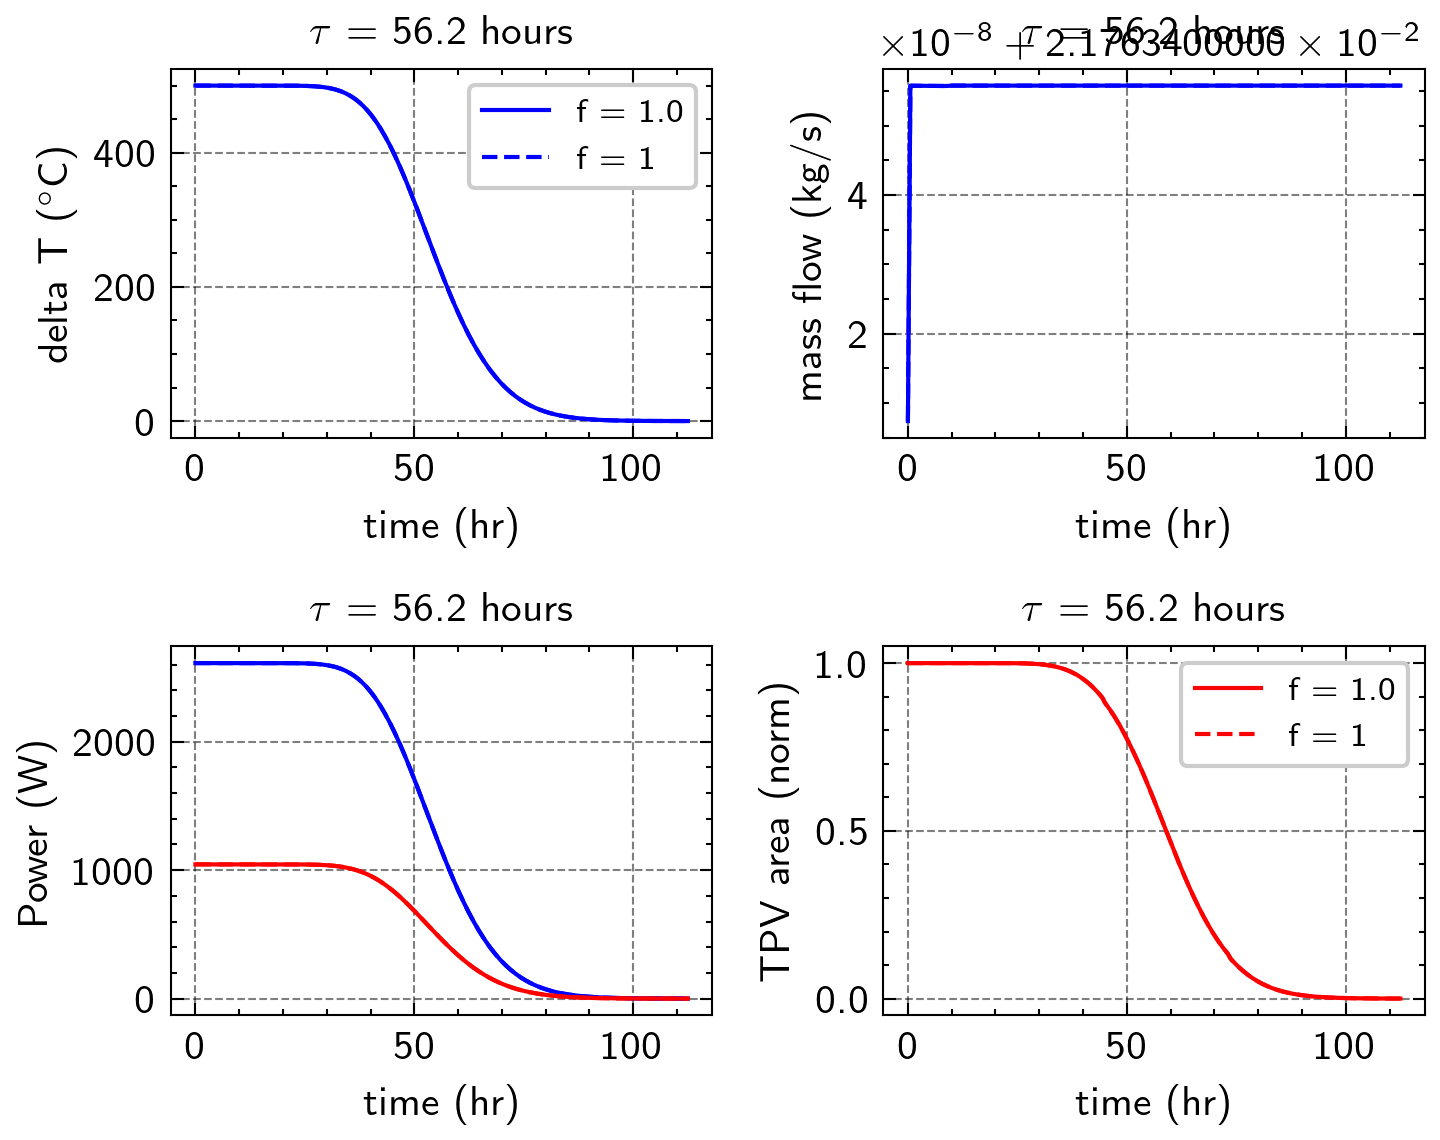 τ = 56.2 hours
delta T (°C)
400
200
0
f = 1.0
f = 1
0 50 100
time (hr)
τ = 56.2 hours
×10⁻⁸ + 2.1763400000 × 10⁻²
mass flow (kg/s)
4
2
0 50 100
time (hr)
τ = 56.2 hours
Power (W)
2000
1000
0
0 50 100
time (hr)
τ = 56.2 hours
TPV area (norm)
1.0
0.5
0.0
f = 1.0
f = 1
0 50 100
time (hr)